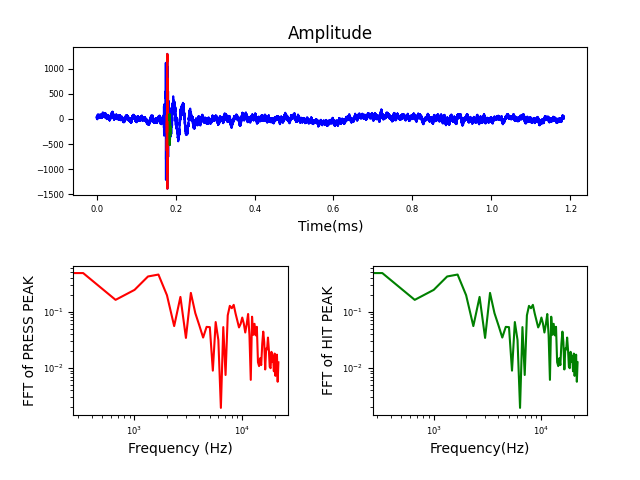 Amplitude
1000
500
0
−500
−1000
−1500
0.0 0.2 0.4 0.6 0.8 1.0 1.2
Time(ms)
FFT of PRESS PEAK
10⁻¹
10⁻²
10³ 10⁴
Frequency (Hz)
FFT of HIT PEAK
10⁻¹
10⁻²
10³ 10⁴
Frequency(Hz)